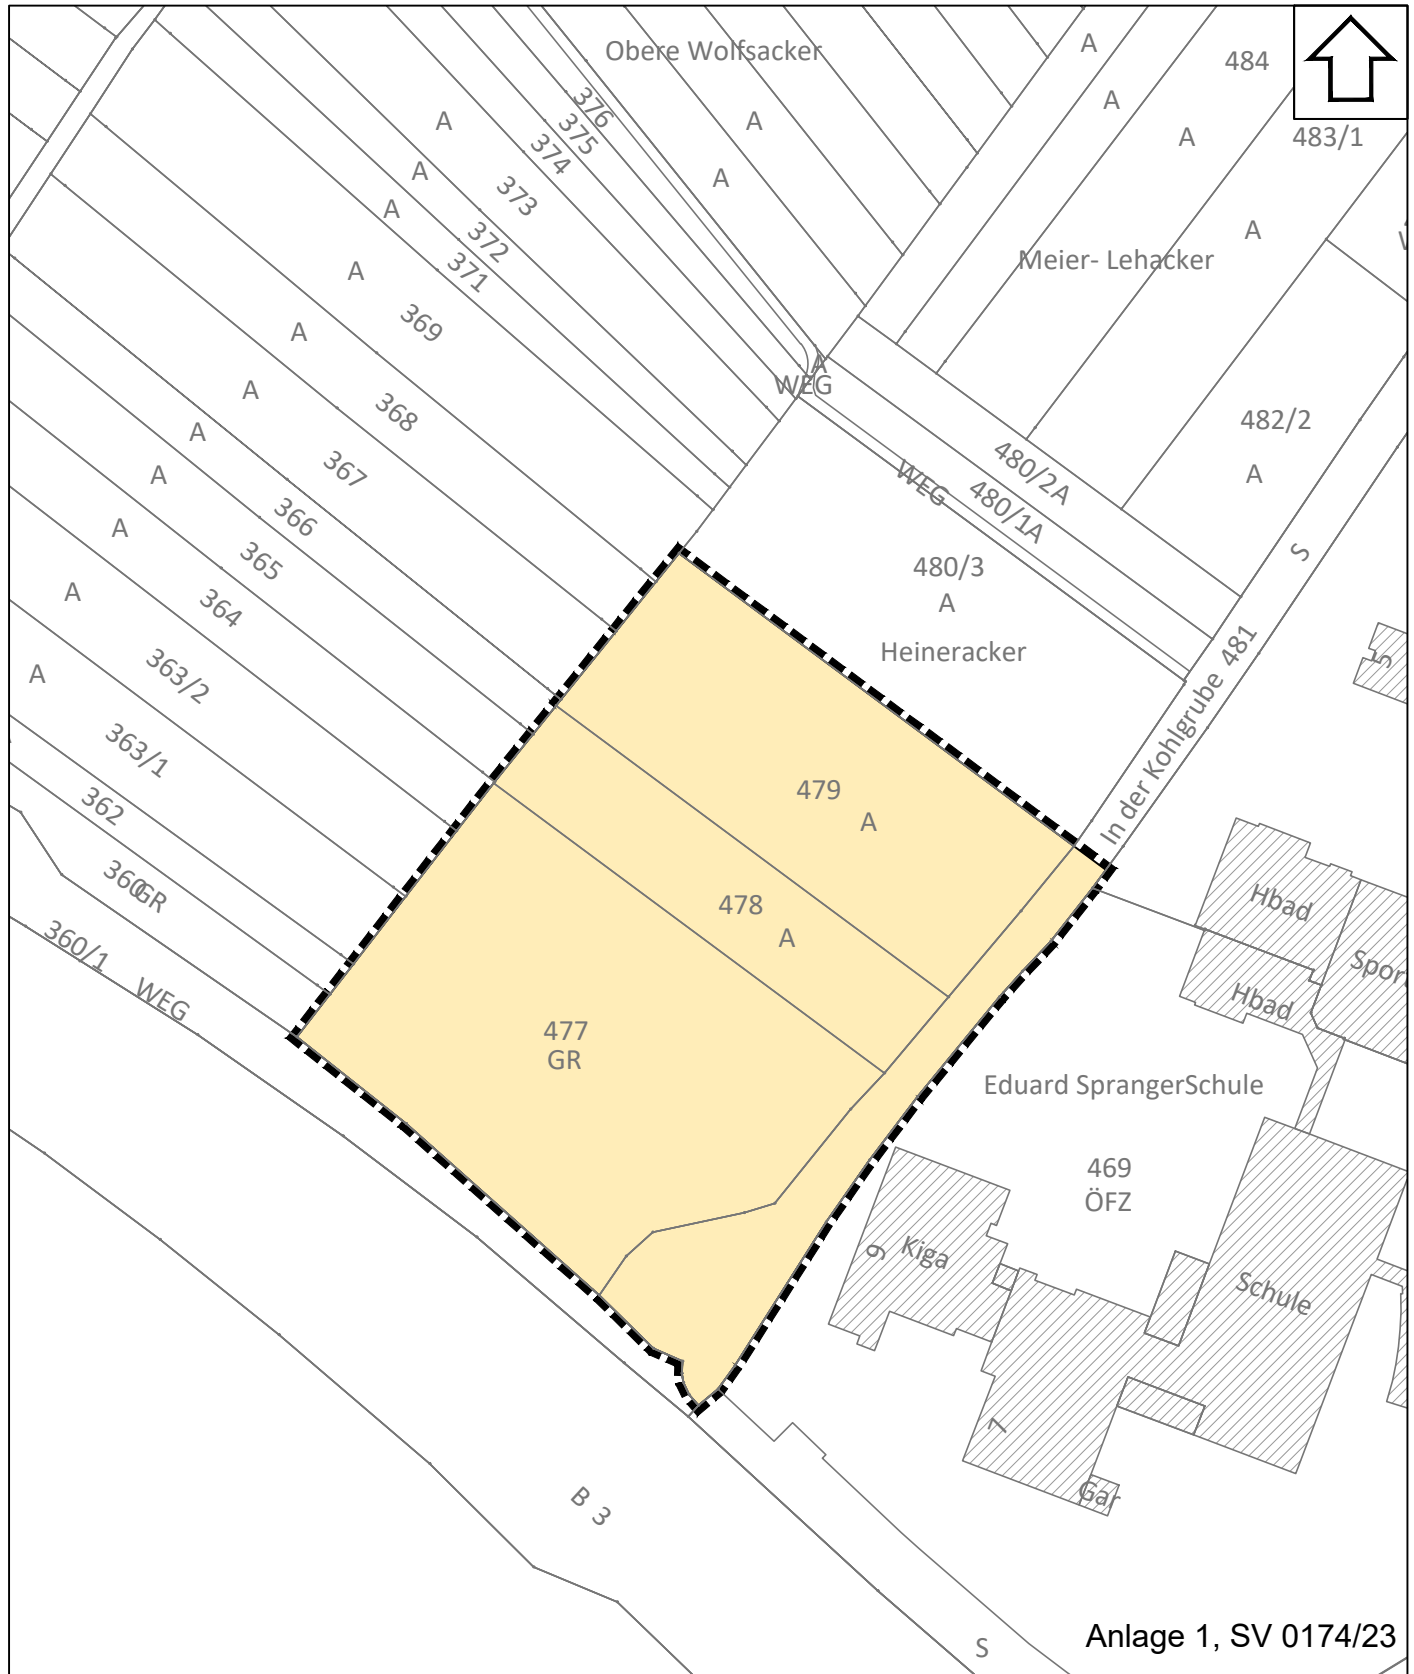 Obere Wolfsacker
A
484
376
A
483/1
A
A
375
A
A
374
A
A
373
A
372
A
Meier- Lehacker
371
A
369
A
A
WEG
A
368
482/2
A
480/2A
367
A
WEG
480/1A
A
366
S
A
365
480/3
A
A
364
481
Heineracker
5
363/2
A
In der Kohlgrube
363/1
479
362
A
360
GR
478
Hbad
A
360/1
WEG
Hbad
477
GR
Eduard SprangerSchule
469
ÖFZ
9
Kiga
Schule
7
Gar
B 3
S
Anlage 1, SV 0174/23